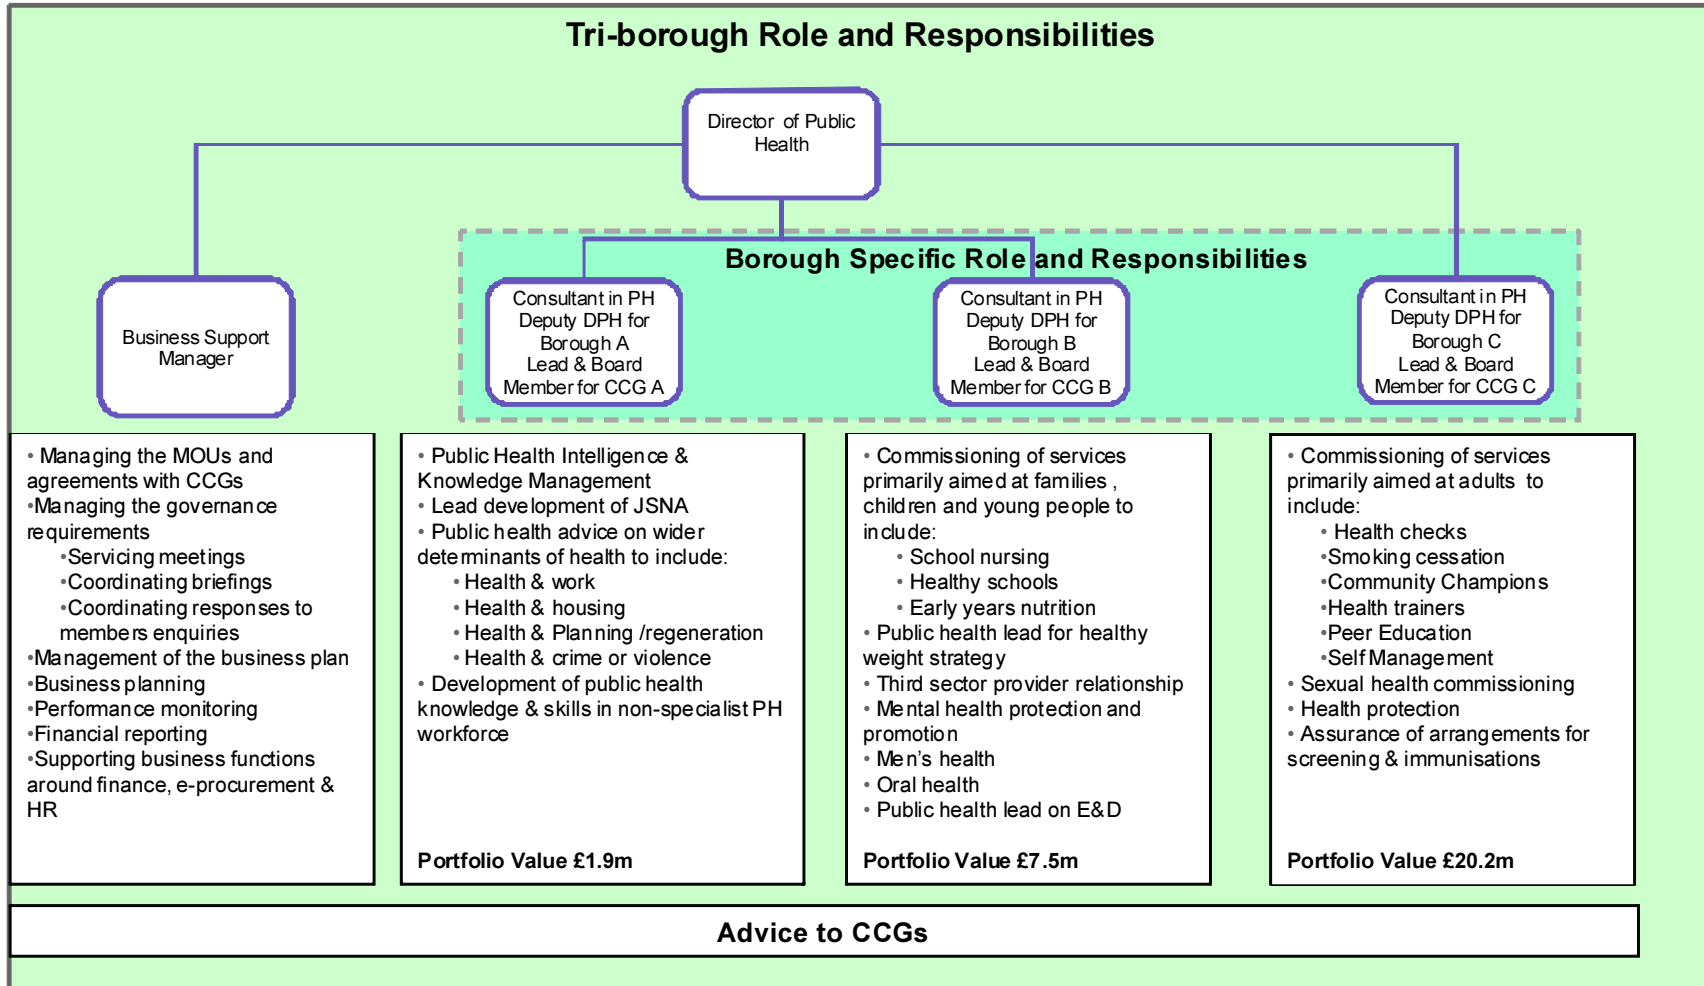 Tri-borough Role and Responsibilities
Director of Public
Health
Borough Specific Role and Responsibilities
Business Support
Manager
Consultant in PH
Deputy DPH for
Borough A
Lead & Board
Member for CCG A
Consultant in PH
Deputy DPH for
Borough B
Lead & Board
Member for CCG B
Consultant in PH
Deputy DPH for
Borough C
Lead & Board
Member for CCG C
• Managing the MOUs and
agreements with CCGs
•Managing the governance
requirements
•Servicing meetings
•Coordinating briefings
•Coordinating responses to
members enquiries
•Management of the business plan
•Business planning
•Performance monitoring
•Financial reporting
•Supporting business functions
around finance, e-procurement &
HR
• Public Health Intelligence &
Knowledge Management
• Lead development of JSNA
• Public health advice on wider
determinants of health to include:
• Health & work
• Health & housing
• Health & Planning /regeneration
• Health & crime or violence
• Development of public health
knowledge & skills in non-specialist PH
workforce
Portfolio Value £1.9m
• Commissioning of services
primarily aimed at families ,
children and young people to
include:
• School nursing
• Healthy schools
• Early years nutrition
• Public health lead for healthy
weight strategy
• Third sector provider relationship
• Mental health protection and
promotion
• Men's health
• Oral health
• Public health lead on E&D
Portfolio Value £7.5m
• Commissioning of services
primarily aimed at adults to
include:
• Health checks
•Smoking cessation
•Community Champions
•Health trainers
•Peer Education
•Self Management
• Sexual health commissioning
• Health protection
• Assurance of arrangements for
screening & immunisations
Portfolio Value £20.2m
Advice to CCGs